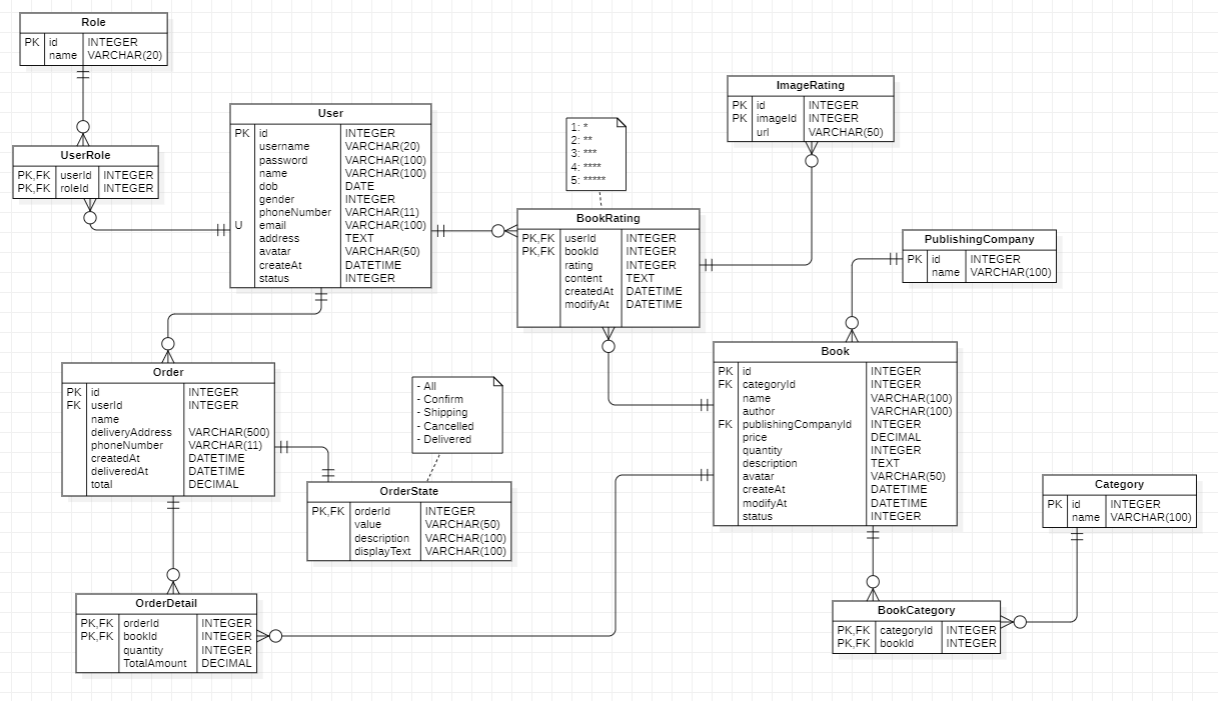 Role
PK id INTEGER
name VARCHAR(20)
UserRole
PK,FK userId INTEGER
PK,FK roleId INTEGER
User
PK id INTEGER
username VARCHAR(20)
password VARCHAR(100)
name VARCHAR(100)
dob DATE
gender INTEGER
phoneNumber VARCHAR(11)
U email VARCHAR(100)
address TEXT
avatar VARCHAR(50)
createAt DATETIME
status INTEGER
1: *
2: **
3: ***
4: ****
5: *****
BookRating
PK,FK userId INTEGER
PK,FK bookId INTEGER
rating INTEGER
content TEXT
createdAt DATETIME
modifyAt DATETIME
ImageRating
PK id INTEGER
PK imageId INTEGER
url VARCHAR(50)
PublishingCompany
PK id INTEGER
name VARCHAR(100)
Book
PK id INTEGER
FK categoryId INTEGER
name VARCHAR(100)
author VARCHAR(100)
FK publishingCompanyId INTEGER
price DECIMAL
quantity INTEGER
description TEXT
avatar VARCHAR(50)
createAt DATETIME
modifyAt DATETIME
status INTEGER
Order
PK id INTEGER
FK userId INTEGER
name
deliveryAddress VARCHAR(500)
phoneNumber VARCHAR(11)
createdAt DATETIME
deliveredAt DATETIME
total DECIMAL
- All
- Confirm
- Shipping
- Cancelled
- Delivered
OrderState
PK,FK orderId INTEGER
value VARCHAR(50)
description VARCHAR(100)
displayText VARCHAR(100)
Category
PK id INTEGER
name VARCHAR(100)
OrderDetail
PK,FK orderId INTEGER
PK,FK bookId INTEGER
quantity INTEGER
TotalAmount DECIMAL
BookCategory
PK,FK categoryId INTEGER
PK,FK bookId INTEGER